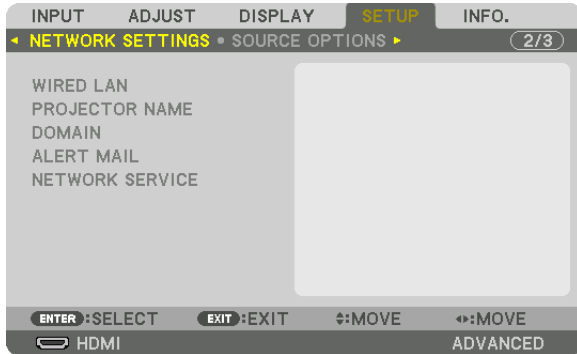 INPUT ADJUST DISPLAY SETUP INFO.
NETWORK SETTINGS • SOURCE OPTIONS 2/3
WIRED LAN
PROJECTOR NAME
DOMAIN
ALERT MAIL
NETWORK SERVICE
ENTER:SELECT EXIT:EXIT :MOVE :MOVE
HDMI ADVANCED